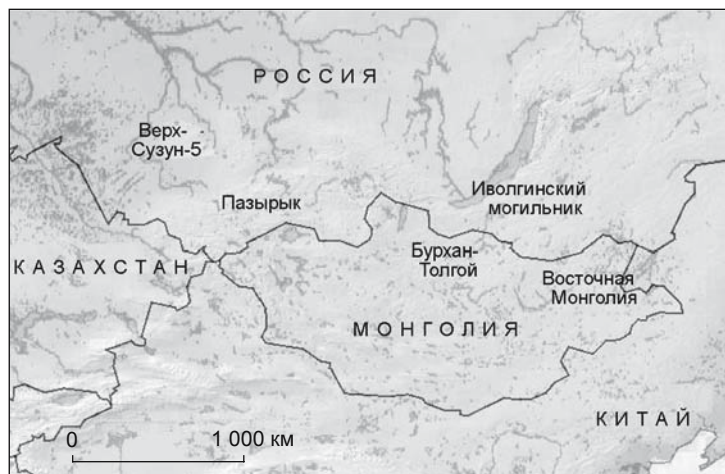 РОССИЯ
Верх-
Сузун-5
Пазырык
Иволгинский
могильник
Бурхан-
Толгой
КАЗАХСТАН
Восточная
Монголия
МОНГОЛИЯ
КИТАЙ
0 1 000 км